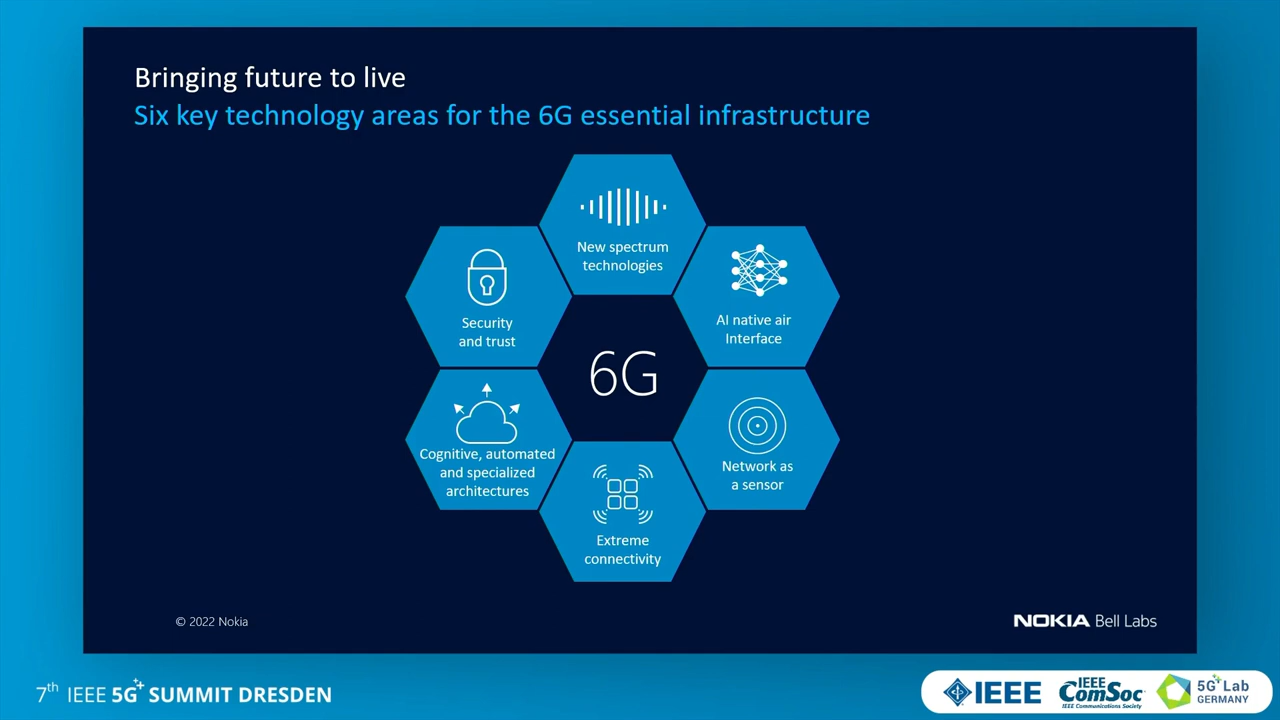 Bringing future to live
Six key technology areas for the 6G essential infrastructure
New spectrum
technologies
Security
and trust
AI native air
Interface
6G
Cognitive, automated
and specialized
architectures
Network as
a sensor
Extreme
connectivity
© 2022 Nokia
NOKIA Bell Labs
7th IEEE 5G++ SUMMIT DRESDEN
IEEE
IEEE
ComSoc
IEEE Communications Society
5G++ Lab
GERMANY